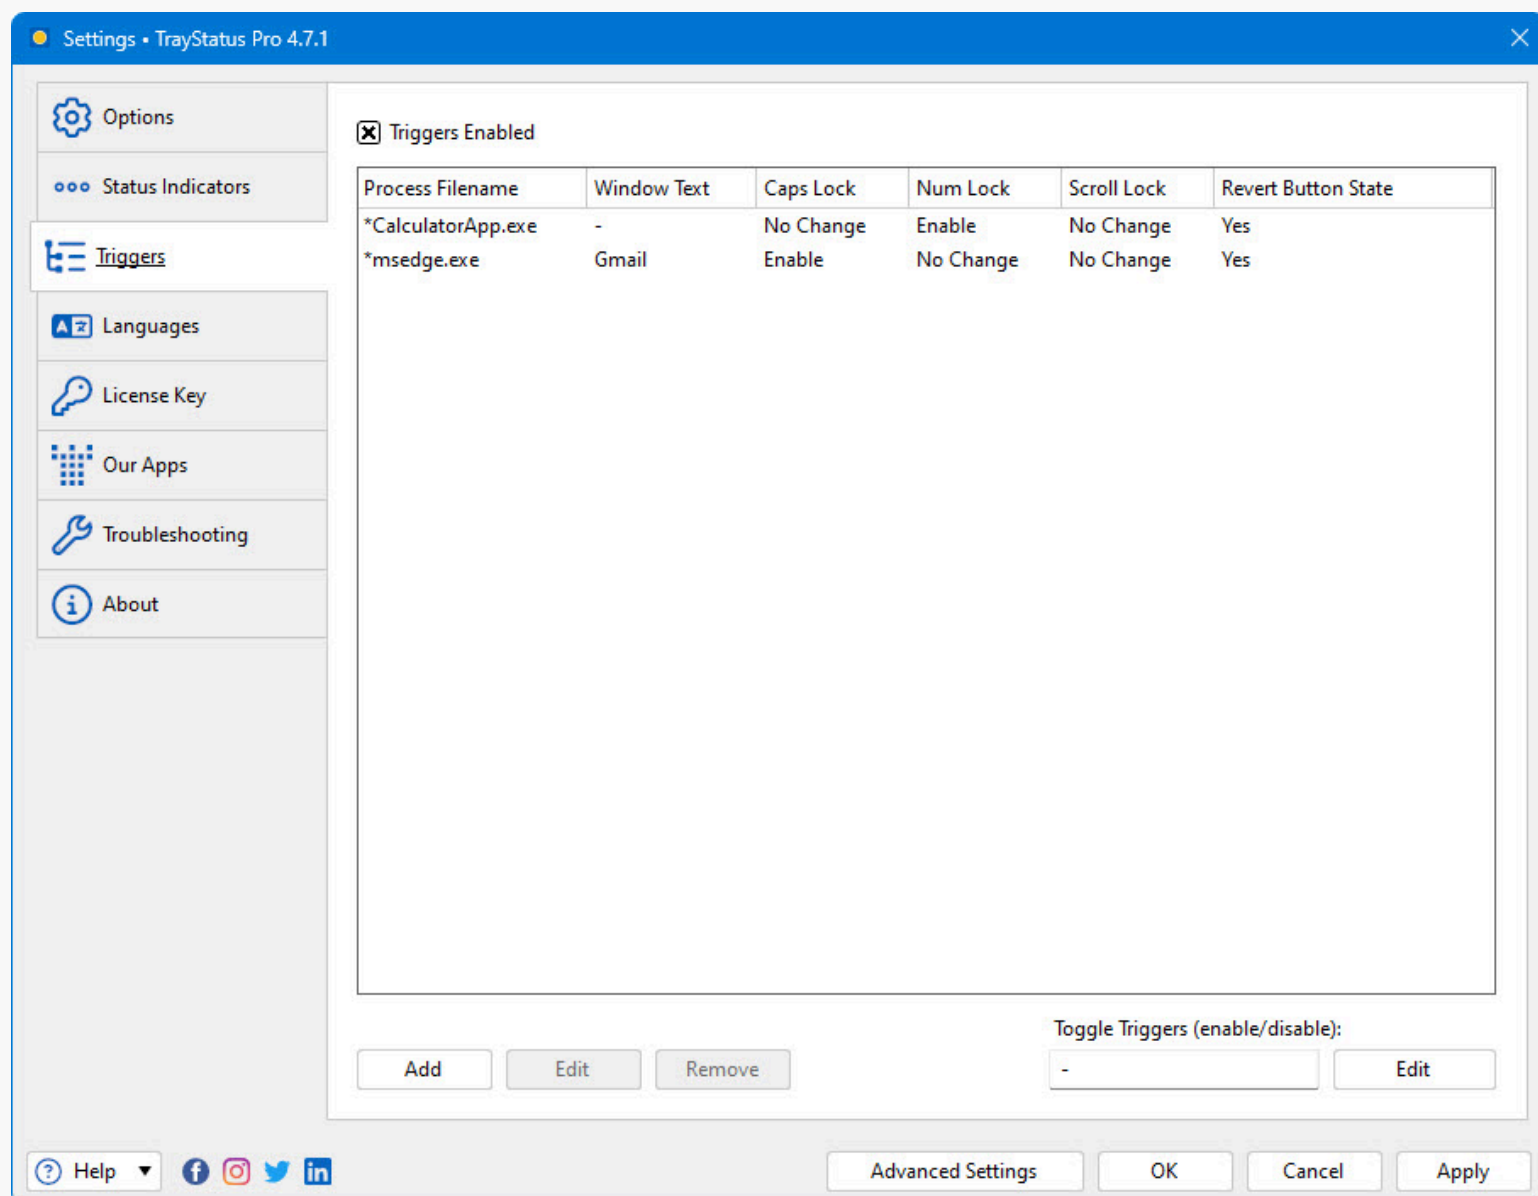 Settings • TrayStatus Pro 4.7.1
Options
Status Indicators
Triggers
Languages
License Key
Our Apps
Troubleshooting
About
Triggers Enabled
Process Filename Window Text Caps Lock Num Lock Scroll Lock Revert Button State
*CalculatorApp.exe - No Change Enable No Change Yes
*msedge.exe Gmail Enable No Change No Change Yes
Toggle Triggers (enable/disable):
Add Edit Remove - Edit
Help Advanced Settings OK Cancel Apply